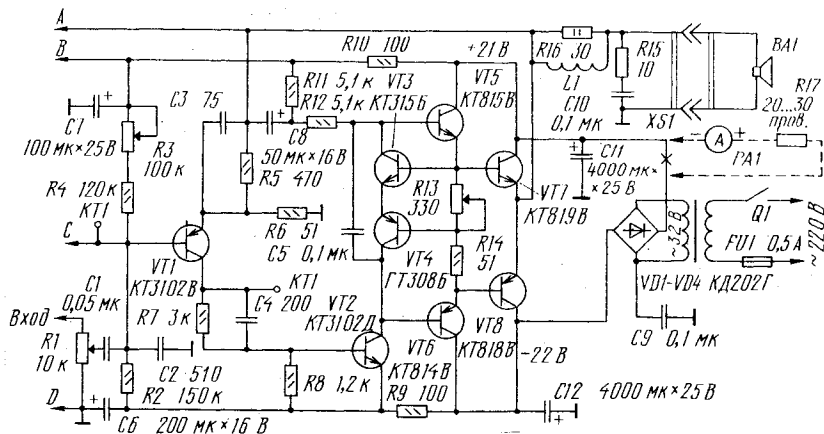 A
B
R10 100
+21 В
R16 30
R15
10
BA1
R17
20...30
пров.
C3 75
R11 5,1 к
R12 5,1 к
VT3
КТ315Б
VT5
КТ815В
L1
C10
0,1 мк
XS1
C7
100 мк×25 В
R3
100 к
C8
50 мк×16 В
C11
4000 мк×
×25 В
− A +
PA1
R4 120 к
КТ1
R5 470
R13
330
VT7
КТ819В
Q1
C
R6 51
C5 0,1 мк
VT4
ГТ308Б
R14
51
~32 В
FU1 0,5 А
~220 В
VT1
КТ3102В
VD1-VD4 КД202Г
C1
0,05 мк
R7 3 к
C4 200
КТ1
VT2
КТ3102Д
VT8
КТ818В
C9 0,1 мк
Вход
R1
10 к
VT6
КТ814В
−22 В
C2 510
R2 150 к
R8 1,2 к
R9 100
C12 4000 мк×25 В
D
C6 200 мк×16 В